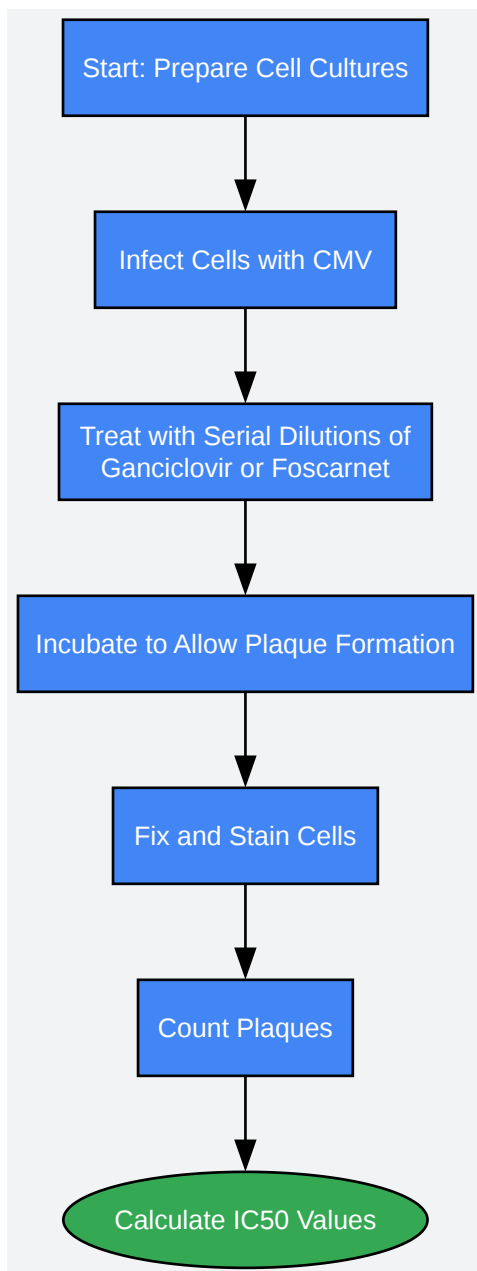 Start: Prepare Cell Cultures
Infect Cells with CMV
Treat with Serial Dilutions of
Ganciclovir or Foscarnet
Incubate to Allow Plaque Formation
Fix and Stain Cells
Count Plaques
Calculate IC50 Values